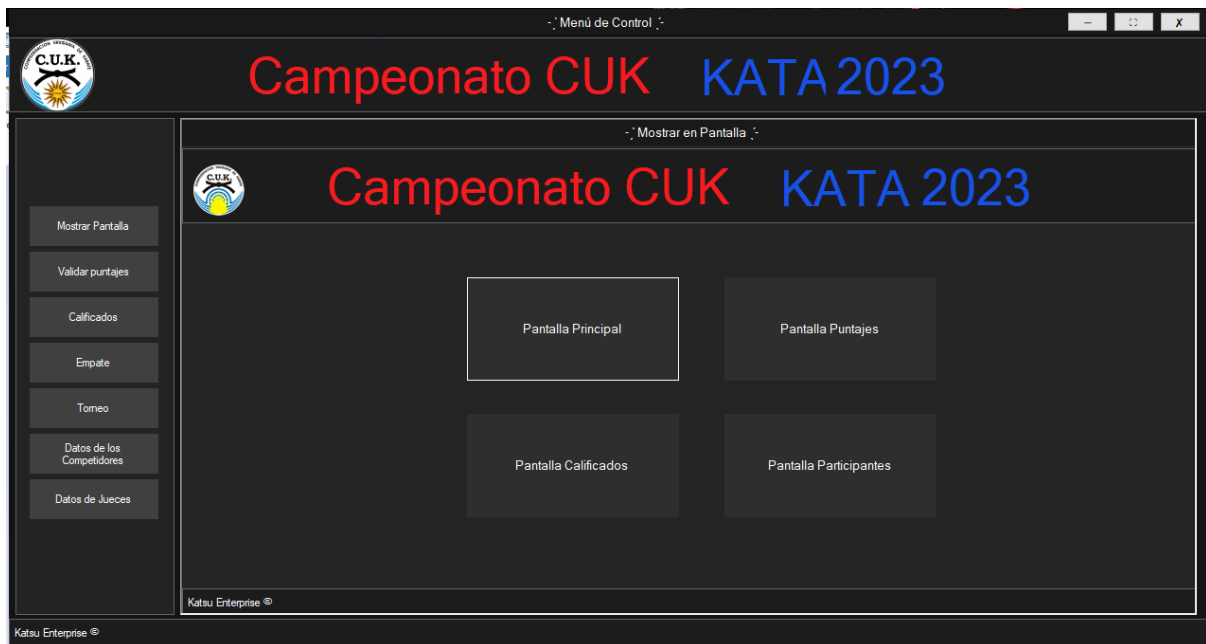 -¸' Menú de Control ¸'-
C.U.K.
Campeonato CUK KATA 2023
-¸' Mostrar en Pantalla ¸'-
C.U.K.
Campeonato CUK KATA 2023
Mostrar Pantalla
Validar puntajes
Calificados
Empate
Torneo
Datos de los
Competidores
Datos de Jueces
Pantalla Principal
Pantalla Puntajes
Pantalla Calificados
Pantalla Participantes
Katsu Enterprise ©
Katsu Enterprise ©